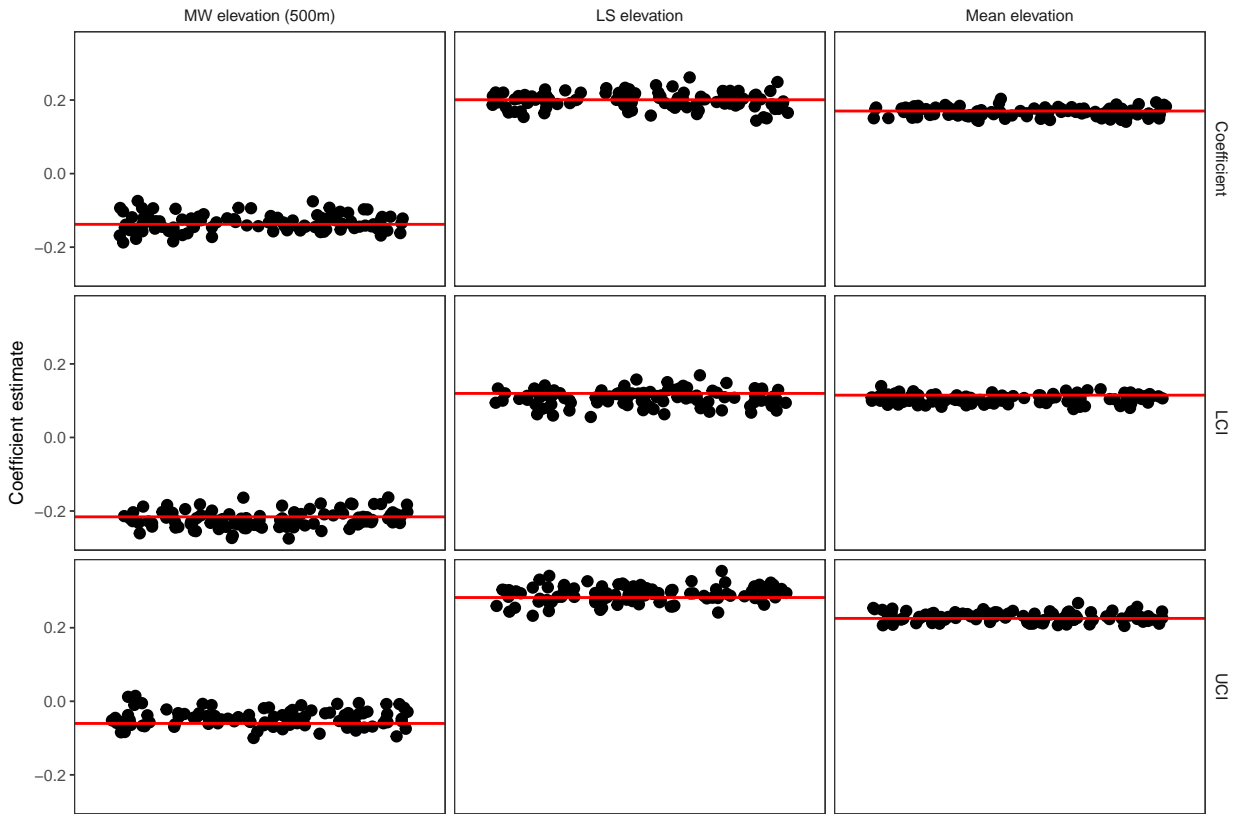 MW elevation (500m)
LS elevation
Mean elevation
0.2
0.0
−0.2
Coefficient
0.2
0.0
−0.2
LCI
0.2
0.0
−0.2
UCI
Coefficient estimate